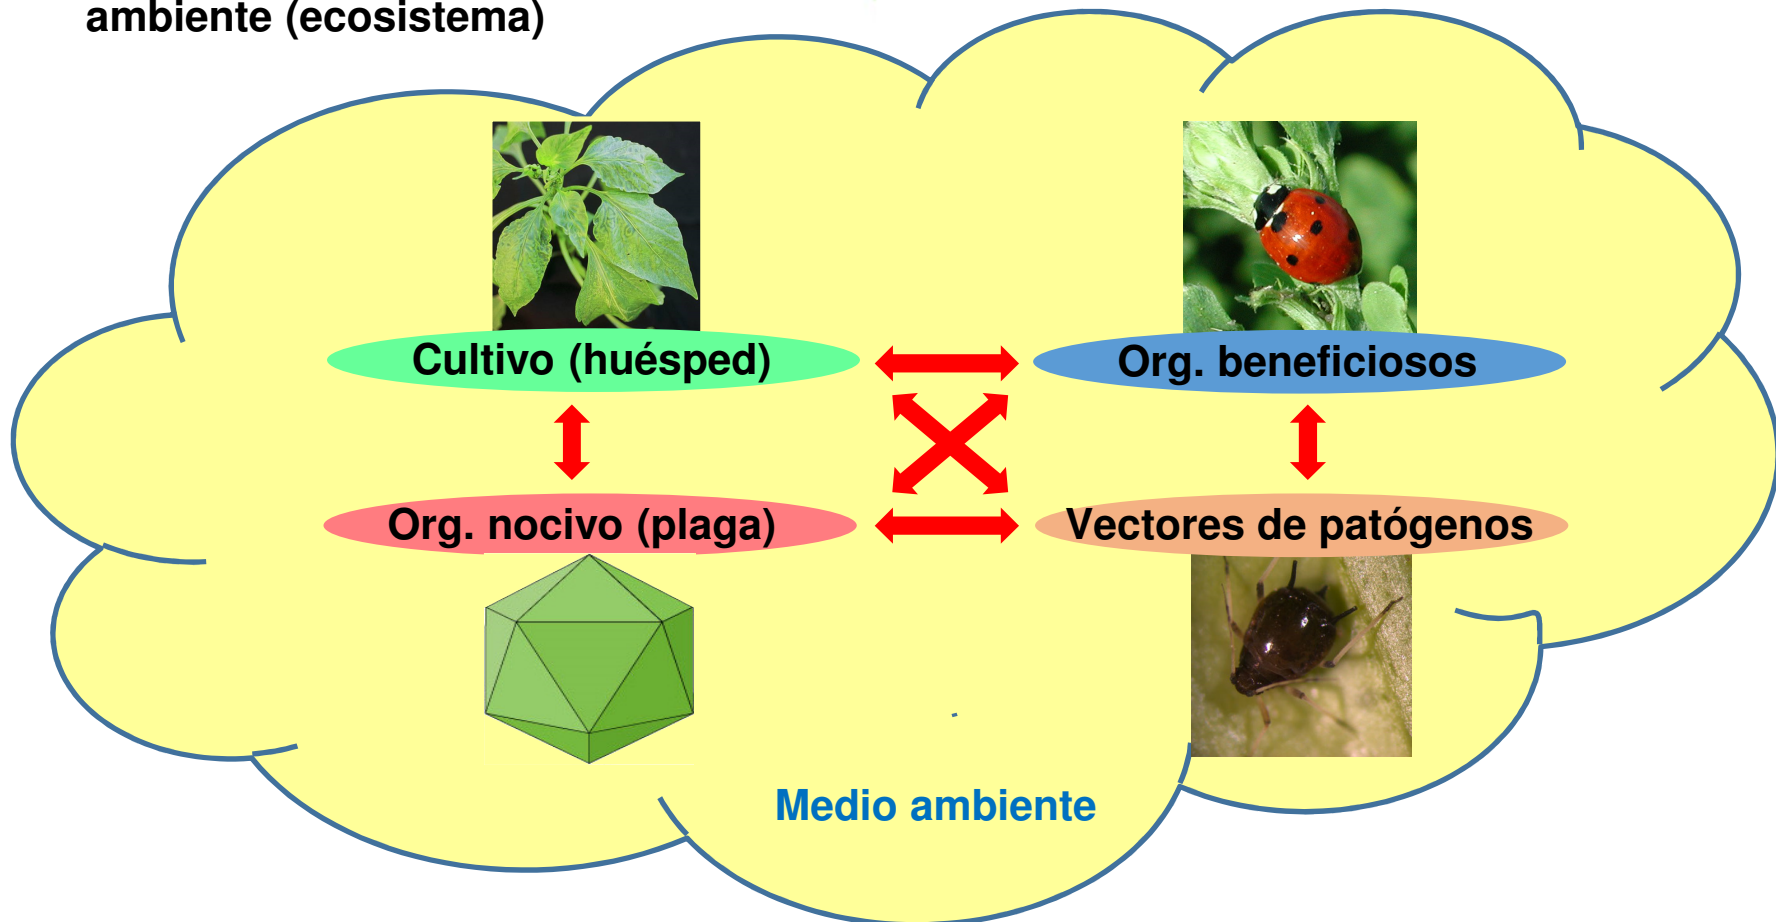 ambiente (ecosistema)
Cultivo (huésped)
Org. beneficiosos
Org. nocivo (plaga)
Vectores de patógenos
Medio ambiente